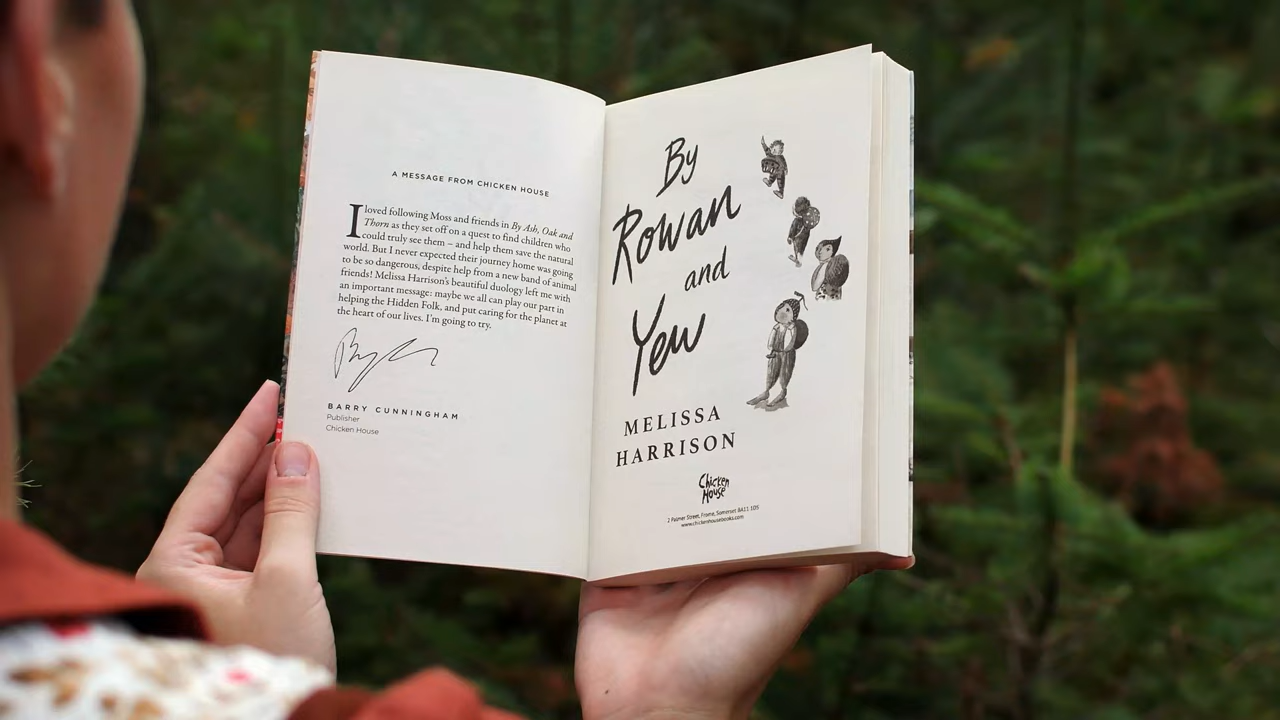 A MESSAGE FROM CHICKEN HOUSE
I loved following Moss and friends in By Ash, Oak and
Thorn as they set off on a quest to find children who
could truly see them – and help them save the natural
world. But I never expected their journey home was going
to be so dangerous, despite help from a new band of animal
friends! Melissa Harrison's beautiful duology left me with
an important message: maybe we all can play our part in
helping the Hidden Folk, and put caring for the planet at
the heart of our lives. I'm going to try.
BARRY CUNNINGHAM
Publisher
Chicken House
By
Rowan
and
Yew
MELISSA
HARRISON
Chicken
House
2 Palmer Street, Frome, Somerset BA11 1DS
www.chickenhousebooks.com